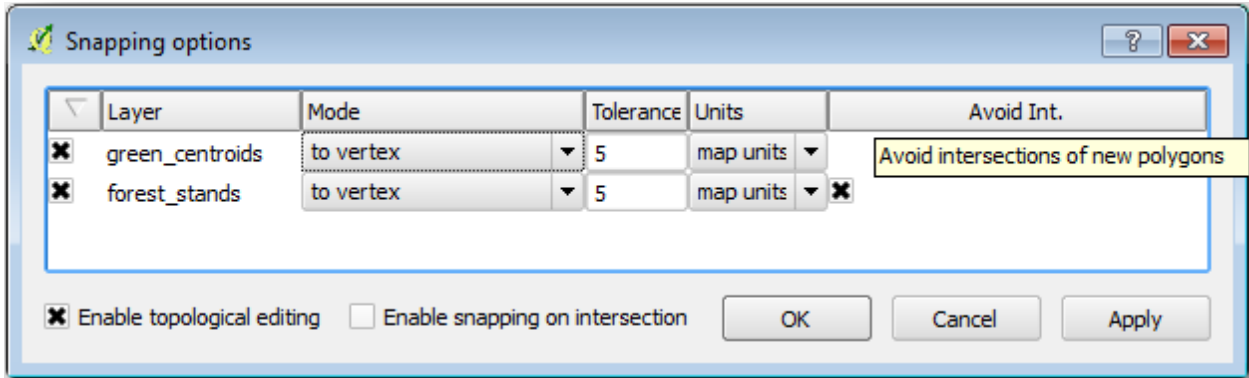 Snapping options
Layer Mode Tolerance Units Avoid Int.
green_centroids to vertex 5 map units Avoid intersections of new polygons
forest_stands to vertex 5 map units
Enable topological editing Enable snapping on intersection OK Cancel Apply